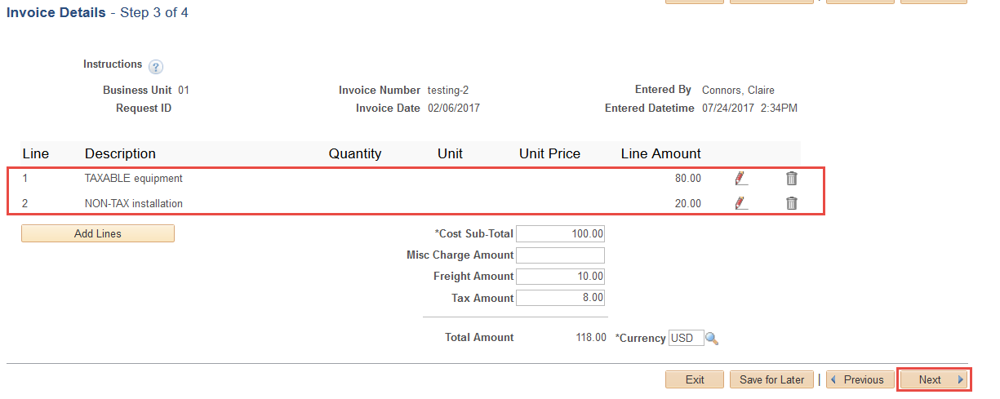 Invoice Details - Step 3 of 4
Instructions ?
Business Unit 01 Invoice Number testing-2 Entered By Connors, Claire
Request ID Invoice Date 02/06/2017 Entered Datetime 07/24/2017 2:34PM
Line Description Quantity Unit Unit Price Line Amount
1 TAXABLE equipment 80.00
2 NON-TAX installation 20.00
Add Lines *Cost Sub-Total 100.00
Misc Charge Amount
Freight Amount 10.00
Tax Amount 8.00
Total Amount 118.00 *Currency USD
Exit Save for Later | Previous Next